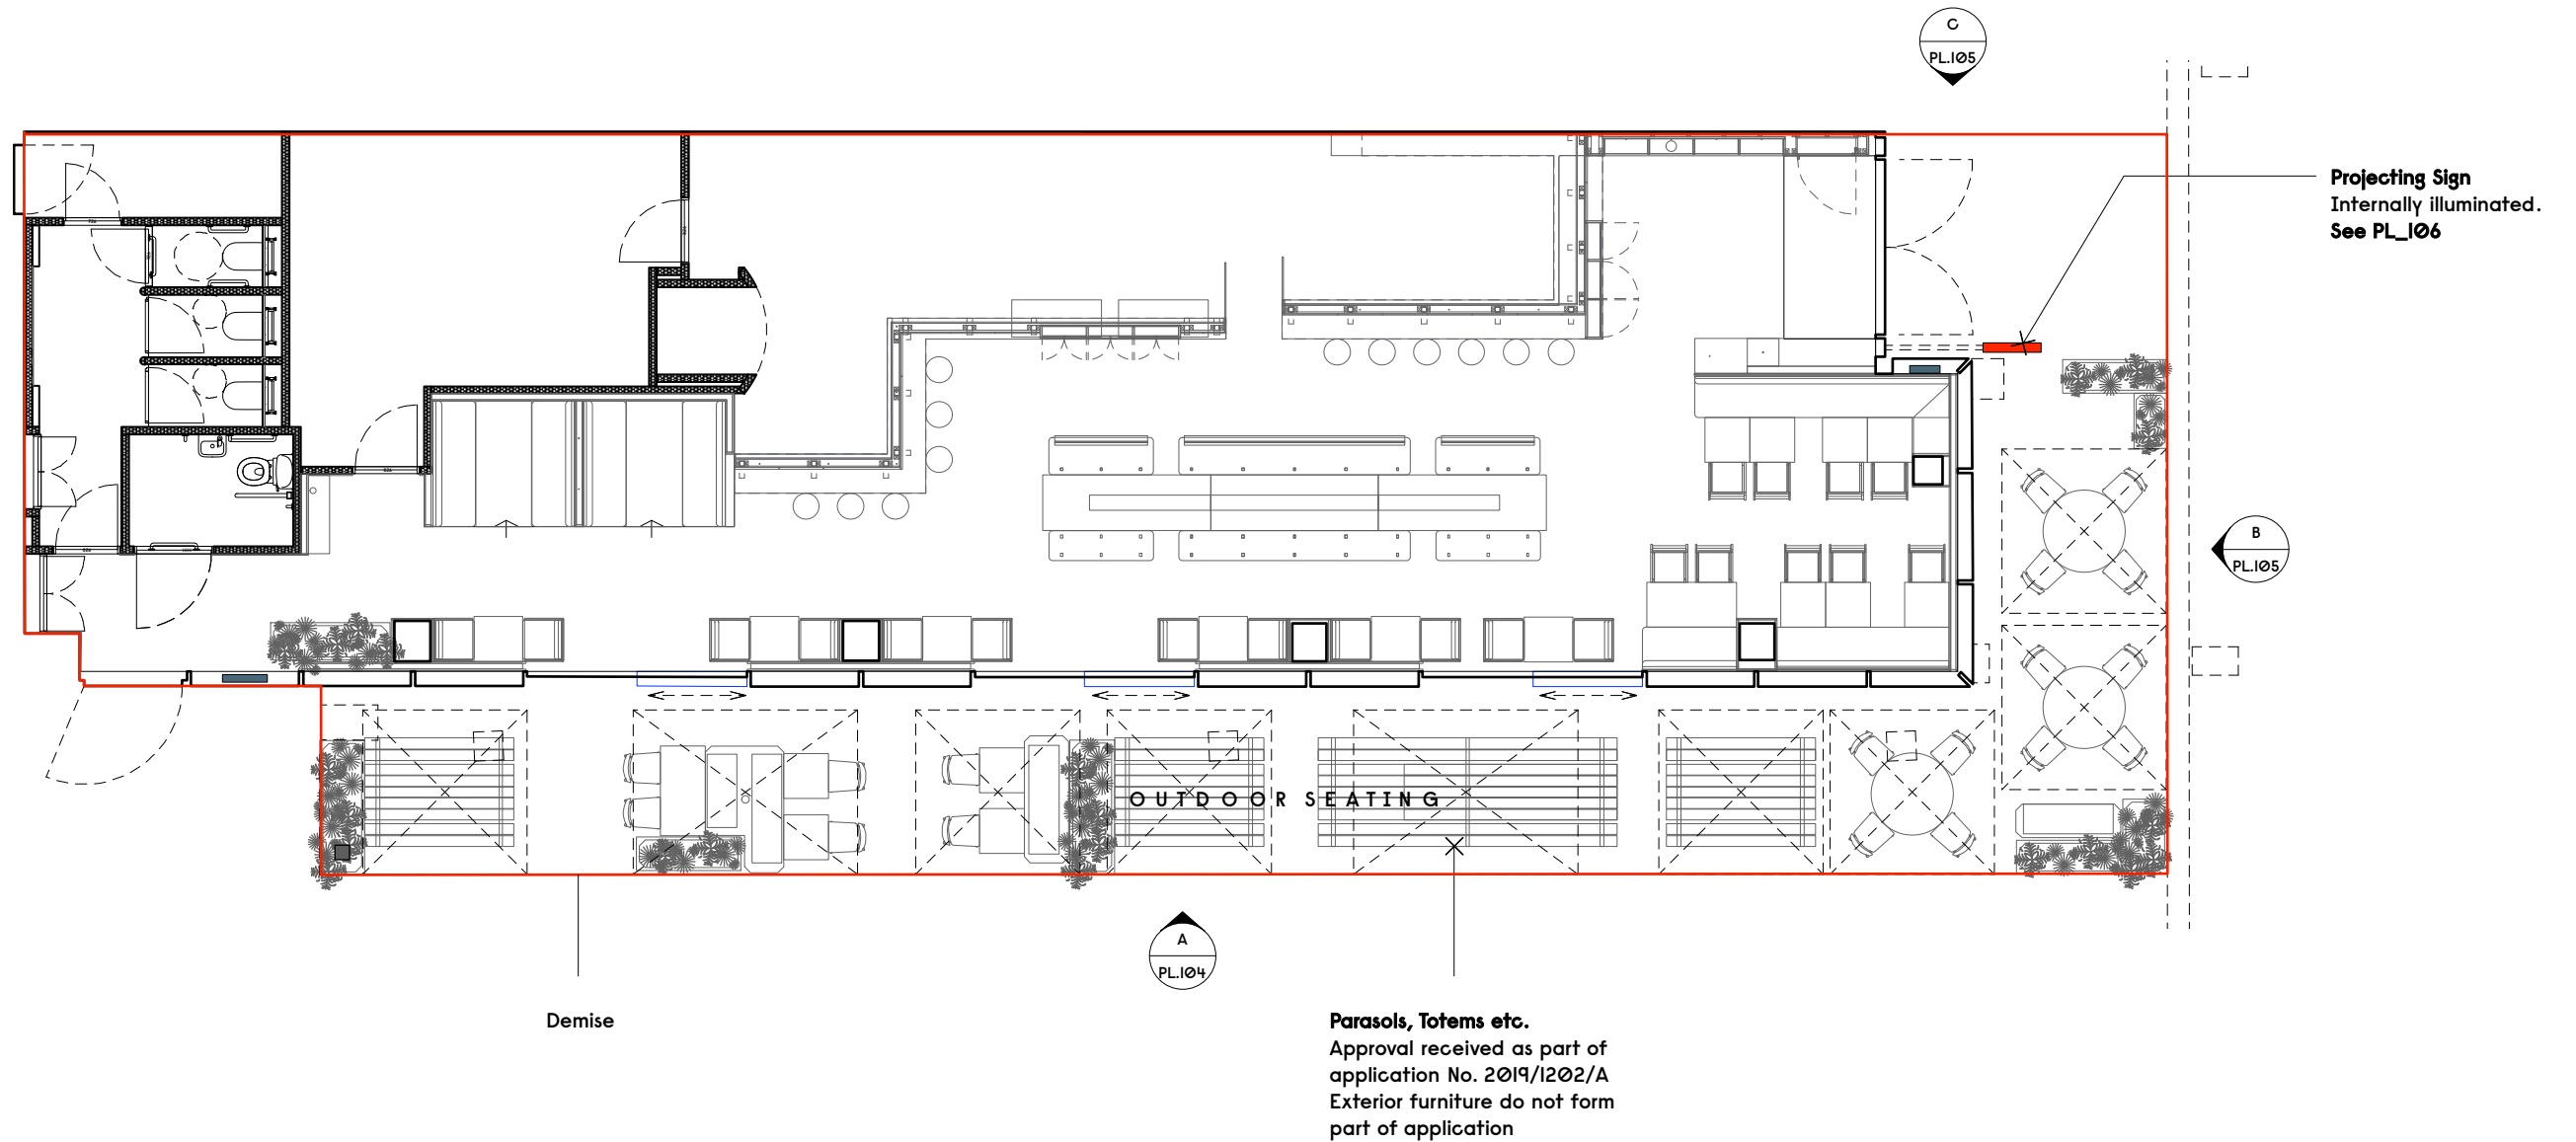 C
PL.105
Projecting Sign
Internally illuminated.
See PL_106
B
PL.105
OUTDOOR SEATING
A
PL.104
Demise
Parasols, Totems etc.
Approval received as part of
application No. 2019/1202/A
Exterior furniture do not form
part of application